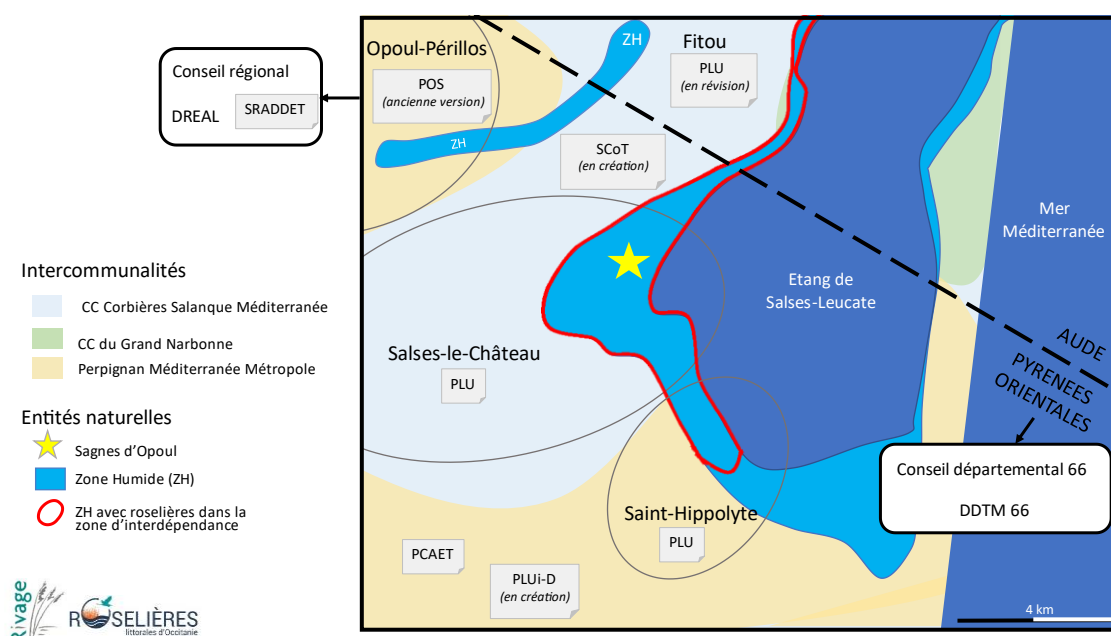 Conseil régional
DREAL
SRADDET
Opoul-Périllos
POS
(ancienne version)
ZH
ZH
Fitou
PLU
(en révision)
SCoT
(en création)
Mer
Méditerranée
Etang de
Salses-Leucate
AUDE
PYRENEES
ORIENTALES
Salses-le-Château
PLU
Conseil départemental 66
DDTM 66
Saint-Hippolyte
PLU
PCAET
PLUi-D
(en création)
4 km
Intercommunalités
CC Corbières Salanque Méditerranée
CC du Grand Narbonne
Perpignan Méditerranée Métropole
Entités naturelles
Sagnes d'Opoul
Zone Humide (ZH)
ZH avec roselières dans la
zone d'interdépendance
Rivage
ROSELIÈRES
littorales d'Occitanie